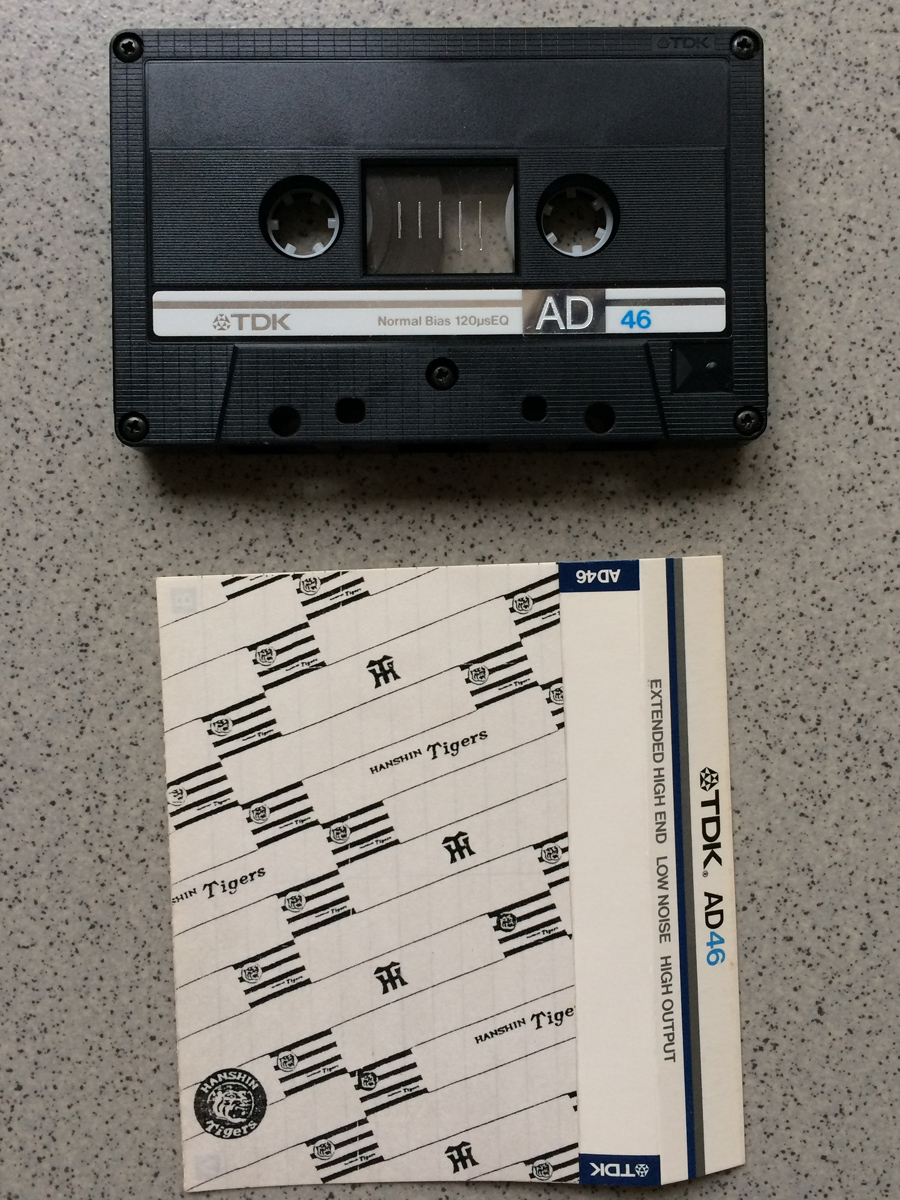 TDK
TDK Normal Bias 120µsEQ AD 46
AD46
EXTENDED HIGH END LOW NOISE HIGH OUTPUT
TDK® AD46
TDK
HANSHIN Tigers
SHIN Tigers
HANSHIN Tige
HANSHIN
Tigers